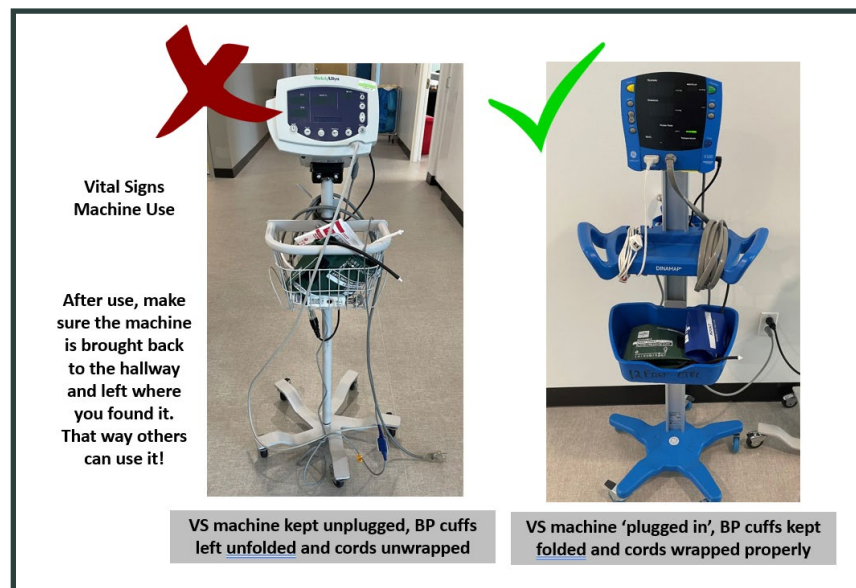 Vital Signs
Machine Use
After use, make
sure the machine
is brought back
to the hallway
and left where
you found it.
That way others
can use it!
WelchAllyn
DINAMAP
VS machine kept unplugged, BP cuffs
left unfolded and cords unwrapped
VS machine ‘plugged in’, BP cuffs kept
folded and cords wrapped properly